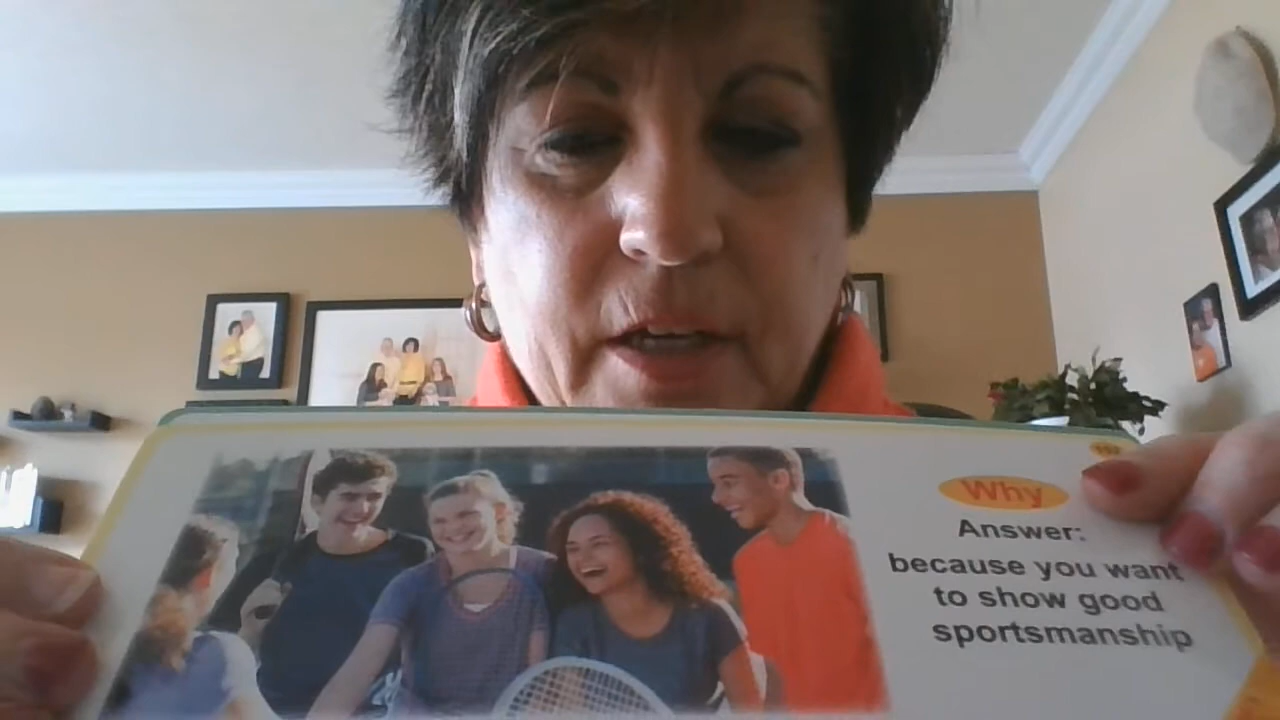 Why
Answer:
because you want
to show good
sportsmanship